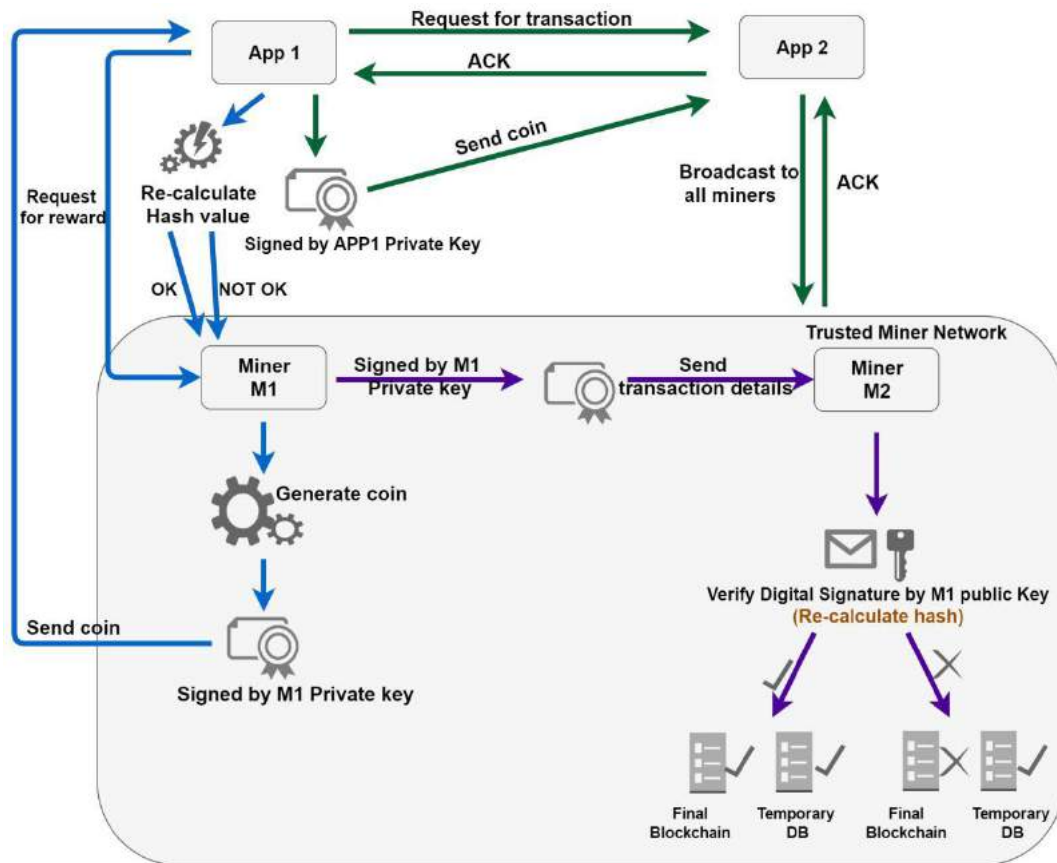 Request for transaction
App 1
App 2
ACK
Send coin
Re-calculate
Hash value
Broadcast to
all miners
ACK
Request
for reward
Signed by APP1 Private Key
OK
NOT OK
Trusted Miner Network
Miner
M1
Signed by M1
Private key
Send
transaction details
Miner
M2
Generate coin
Verify Digital Signature by M1 public Key
(Re-calculate hash)
Send coin
Signed by M1 Private key
Final
Blockchain
Temporary
DB
Final
Blockchain
Temporary
DB